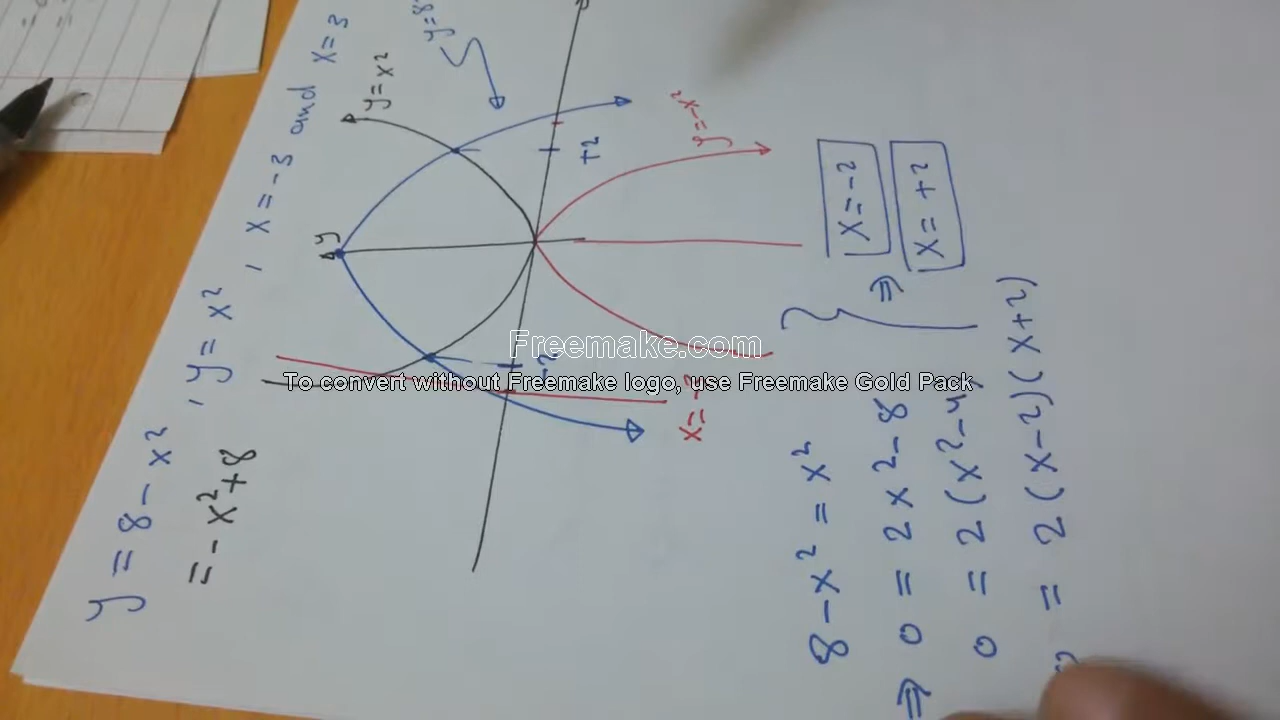 y = 8 - x² , y = x² , x = -3 and x = 3
= -x² + 8
y
y = x²
y = 8
y = -x²
+2
-2
x = -
8 - x² = x²
⇒ 0 = 2x² - 8
0 = 2(x² - 4)
= 2(x - 2)(x + 2)
⇒
x = -2
x = +2
Freemake.com
To convert without Freemake logo, use Freemake Gold Pack